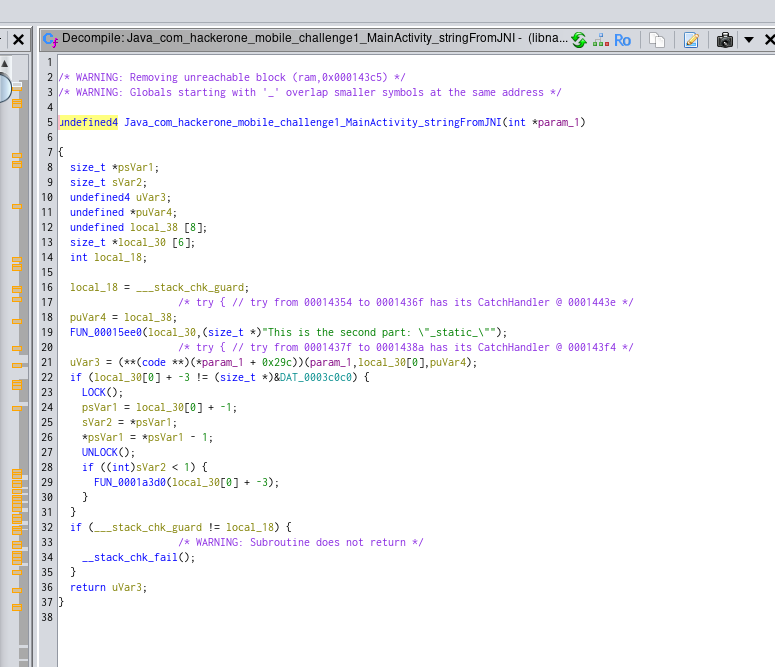 Decompile: Java_com_hackerone_mobile_challenge1_MainActivity_stringFromJNI - (libna... Ro
1
2 /* WARNING: Removing unreachable block (ram,0x000143c5) */
3 /* WARNING: Globals starting with '_' overlap smaller symbols at the same address */
4
5 undefined4 Java_com_hackerone_mobile_challenge1_MainActivity_stringFromJNI(int *param_1)
6
7 {
8 size_t *psVar1;
9 size_t sVar2;
10 undefined4 uVar3;
11 undefined *puVar4;
12 undefined local_38 [8];
13 size_t *local_30 [6];
14 int local_18;
15
16 local_18 = ___stack_chk_guard;
17 /* try { // try from 00014354 to 0001436f has its CatchHandler @ 0001443e */
18 puVar4 = local_38;
19 FUN_00015ee0(local_30,(size_t *)"This is the second part: \"_static_\"");
20 /* try { // try from 0001437f to 0001438a has its CatchHandler @ 000143f4 */
21 uVar3 = (**(code **)(*param_1 + 0x29c))(param_1,local_30[0],puVar4);
22 if (local_30[0] + -3 != (size_t *)&DAT_0003c0c0) {
23 LOCK();
24 psVar1 = local_30[0] + -1;
25 sVar2 = *psVar1;
26 *psVar1 = *psVar1 - 1;
27 UNLOCK();
28 if ((int)sVar2 < 1) {
29 FUN_0001a3d0(local_30[0] + -3);
30 }
31 }
32 if (___stack_chk_guard != local_18) {
33 /* WARNING: Subroutine does not return */
34 __stack_chk_fail();
35 }
36 return uVar3;
37 }
38